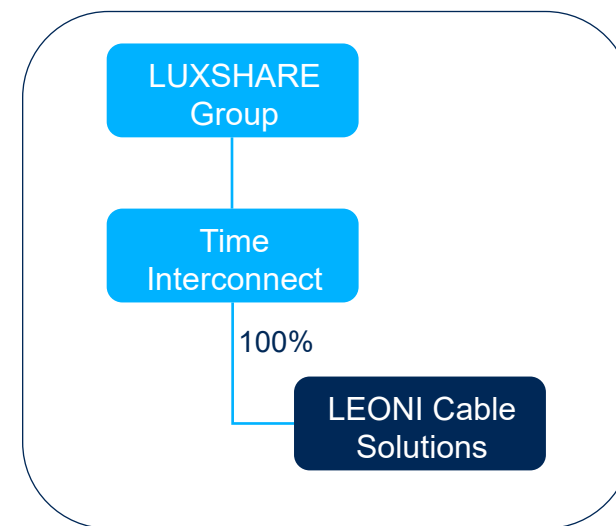 LUXSHARE
Group
Time
Interconnect
100%
LEONI Cable
Solutions